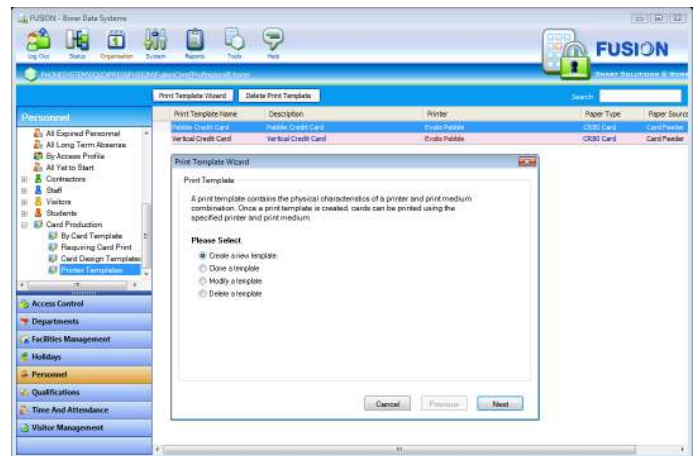 FUSION - Borer Data Systems
Log Out
Status
Organisation
System
Reports
Tools
Help
FUSION
Print Template Wizard
Delete Print Template
Search
Personnel
Print Template Name
Description
Printer
Paper Type
Paper Source
Pebble Credit Card
Pebble Credit Card
Evolis Pebble
CR80 Card
Card Feeder
Vertical Credit Card
Vertical Credit Card
Evolis Pebble
CR80 Card
Card Feeder
All Expired Personnel
All Long Term Absense
By Access Profile
All Yet to Start
Contractors
Staff
Visitors
Students
Card Production
By Card Template
Requiring Card Print
Card Design Templates
Printer Templates
Print Template Wizard
Print Template
A print template contains the physical characteristics of a printer and print medium
combination. Once a print template is created, cards can be printed using the
specified printer and print medium.
Please Select
Create a new template
Clone a template
Modify a template
Delete a template
Cancel
Previous
Next
Access Control
Departments
Facilities Management
Holidays
Personnel
Qualifications
Time And Attendance
Visitor Management